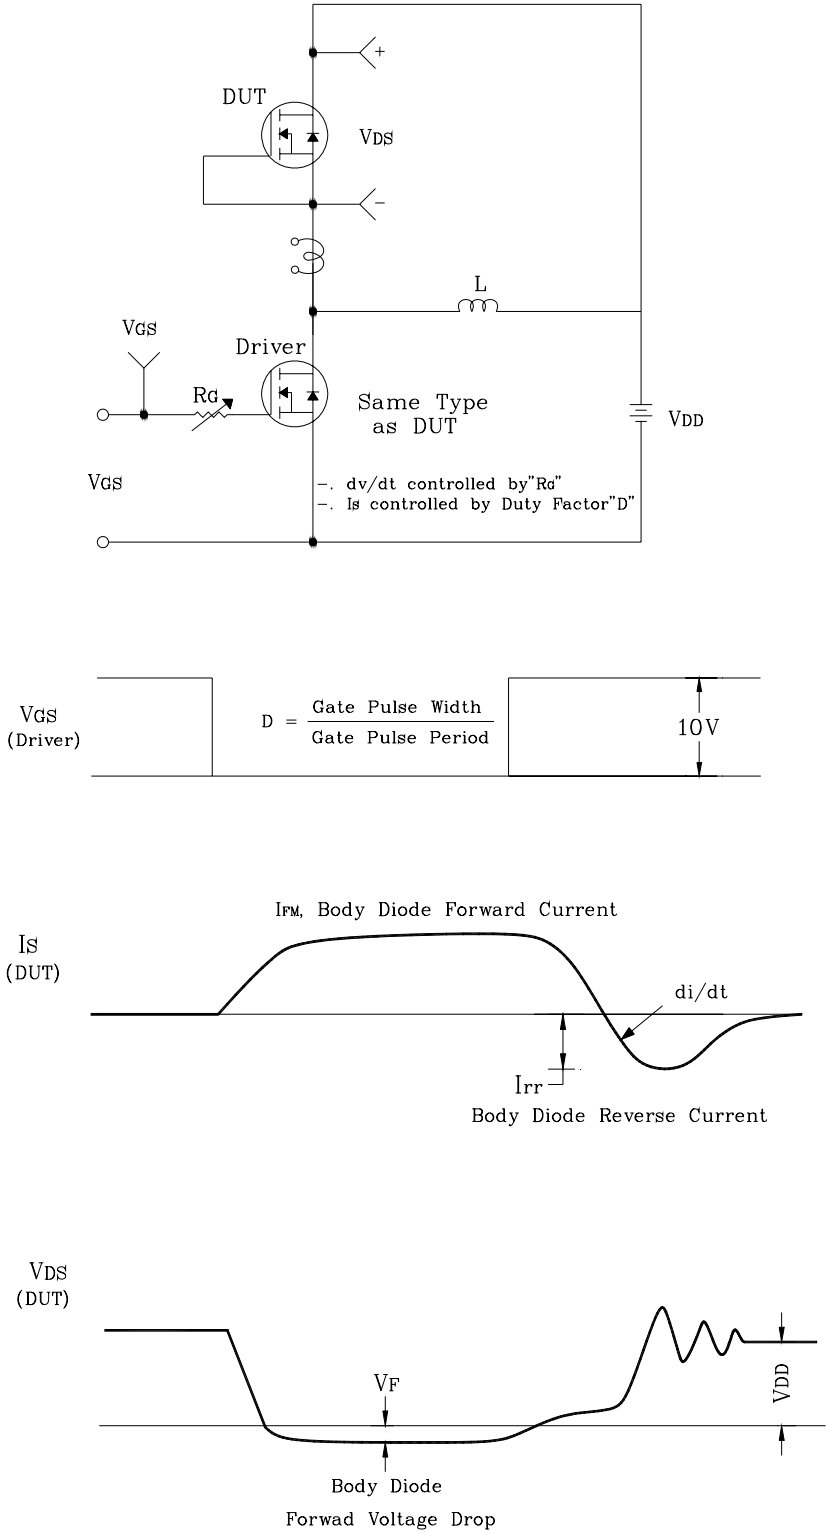 +
DUT
VDS
-
L
VGS
Driver
RG
Same Type
as DUT
VDD
VGS
-. dv/dt controlled by"RG"
-. Is controlled by Duty Factor"D"
VGS
(Driver)
D = Gate Pulse Width
Gate Pulse Period
10V
IFM, Body Diode Forward Current
IS
(DUT)
di/dt
Irr
Body Diode Reverse Current
VDS
(DUT)
VF
VDD
Body Diode
Forwad Voltage Drop